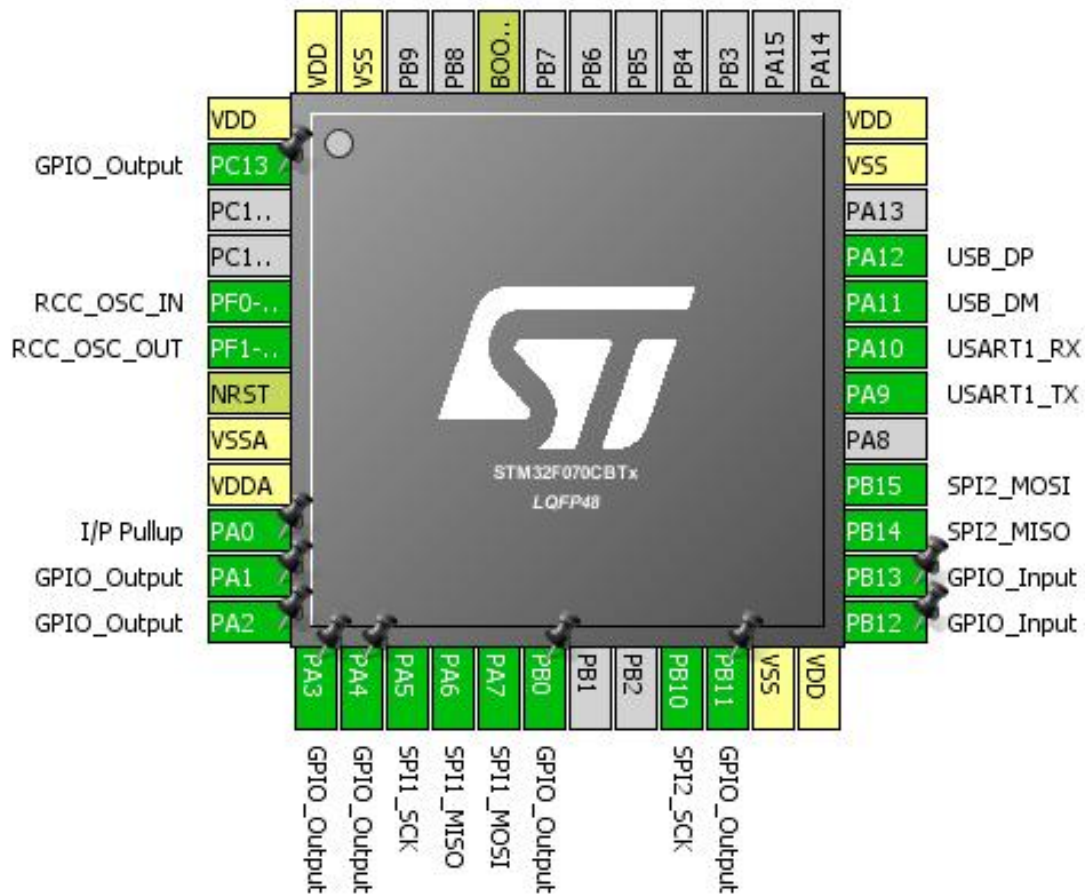 VDD
VSS
PB9
PB8
BOO..
PB7
PB6
PB5
PB4
PB3
PA15
PA14
VDD
GPIO_Output PC13
PC1..
PC1..
RCC_OSC_IN PF0-..
RCC_OSC_OUT PF1-..
NRST
VSSA
VDDA
I/P Pullup PA0
GPIO_Output PA1
GPIO_Output PA2
ST
STM32F070CBTx
LQFP48
VDD
VSS
PA13
PA12 USB_DP
PA11 USB_DM
PA10 USART1_RX
PA9 USART1_TX
PA8
PB15 SPI2_MOSI
PB14 SPI2_MISO
PB13 GPIO_Input
PB12 GPIO_Input
PA3 GPIO_Output
PA4 GPIO_Output
PA5 SPI1_SCK
PA6 SPI1_MISO
PA7 SPI1_MOSI
PB0 GPIO_Output
PB1
PB2
PB10 SPI2_SCK
PB11 GPIO_Output
VSS
VDD